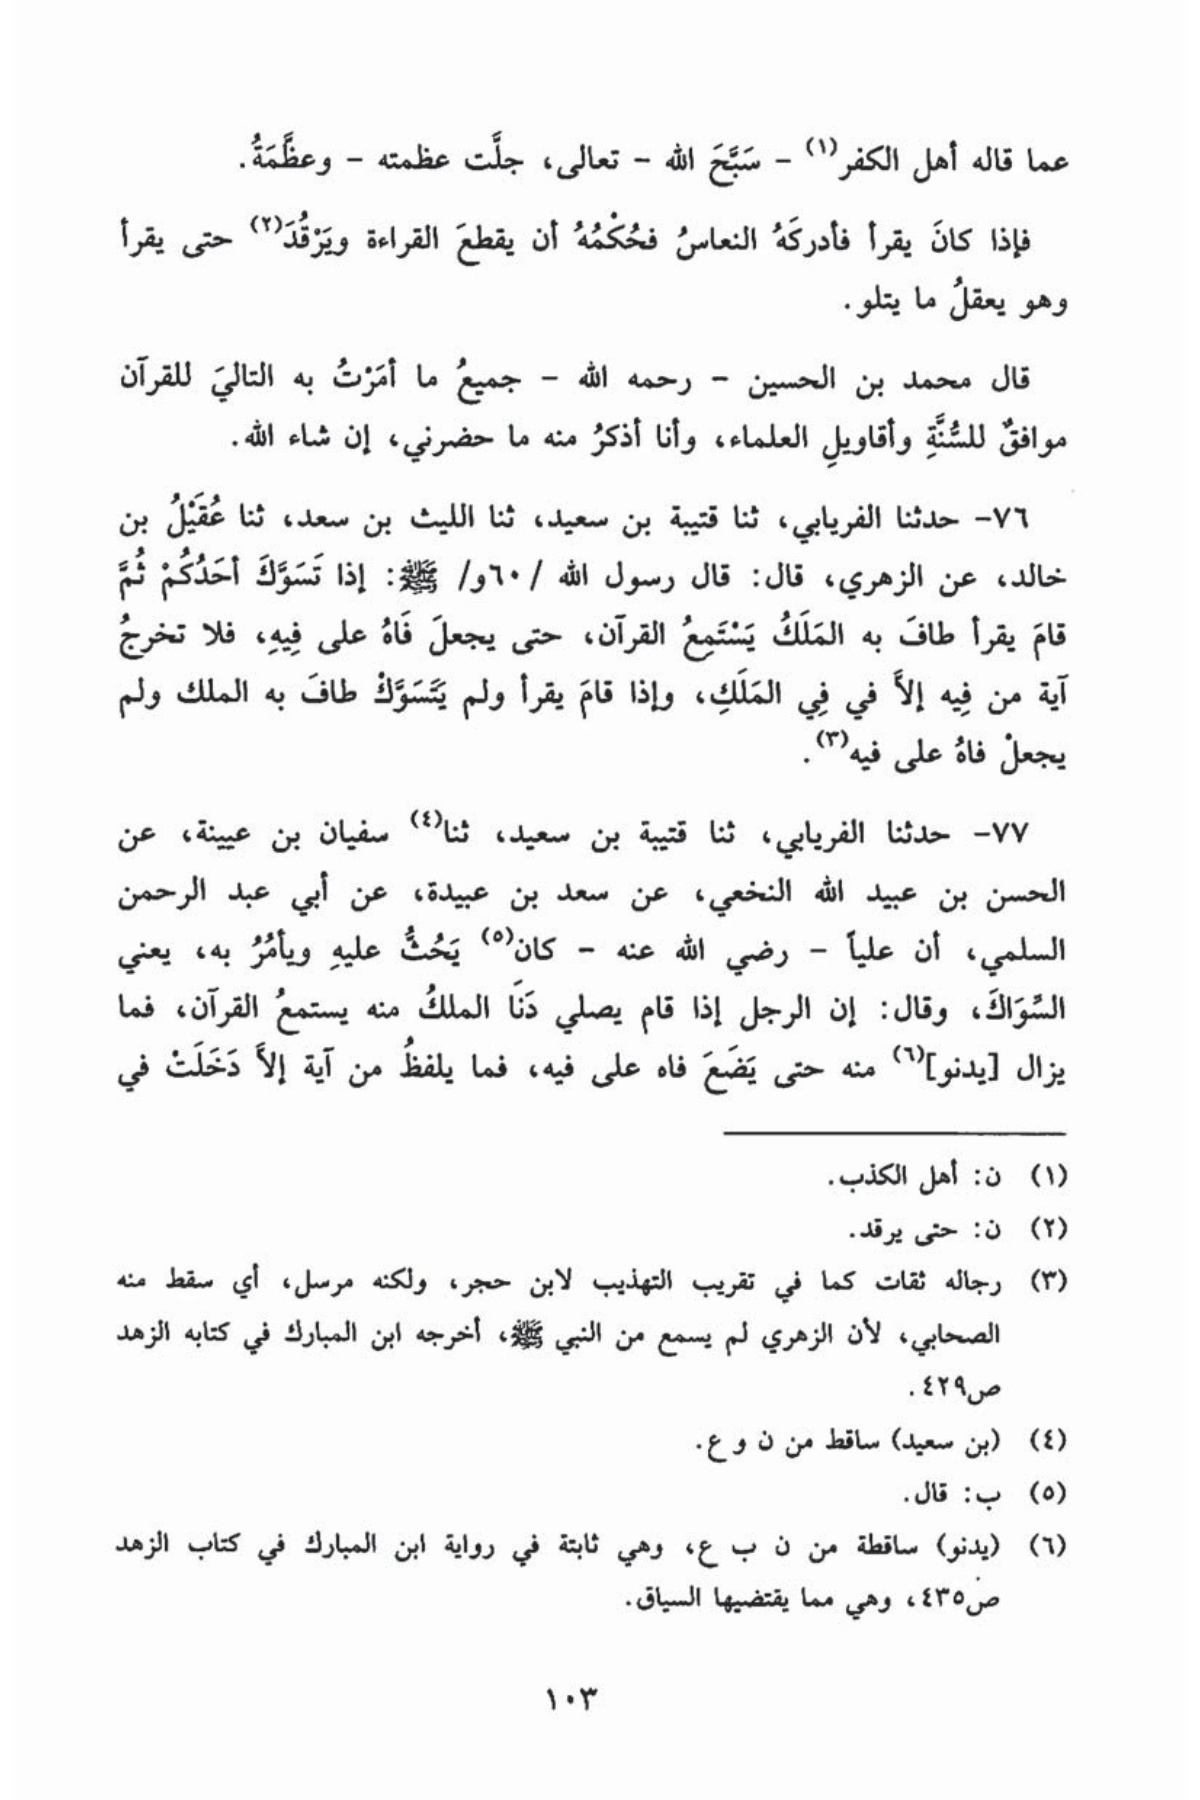 عما قاله أهل الكفر(١) – سَبَّحَ الله – تعالى، جلَّت عظمته – وعظَّمَةُ.
فإذا كانَ يقرأ فأدركَهُ النعاسُ فحُكْمُهُ أن يقطعَ القراءة ويَرْقُدَ(٢) حتى يقرأ
وهو يعقلُ ما يتلو.
قال محمد بن الحسين – رحمه الله – جميعُ ما أمَرْتُ به التاليَ للقرآن
موافقٌ للسُّنَّةِ وأقاويلِ العلماء، وأنا أذكرُ منه ما حضرني، إن شاء الله.
٧٦– حدثنا الفريابي، ثنا قتيبة بن سعيد، ثنا الليث بن سعد، ثنا عُقَيْلُ بن
خالد، عن الزهري، قال: قال رسول الله /٦٠و/ ﷺ: إذا تَسَوَّكَ أحَدُكُمْ ثُمَّ
قامَ يقرأ طافَ به المَلَكُ يَسْتَمِعُ القرآن، حتى يجعلَ فَاهُ على فِيهِ، فلا تخرجُ
آية من فِيه إلاَّ في فِي المَلَكِ، وإذا قامَ يقرأ ولم يَتَسَوَّكْ طافَ به الملك ولم
يجعلْ فاهُ على فيه(٣).
٧٧– حدثنا الفريابي، ثنا قتيبة بن سعيد، ثنا(٤) سفيان بن عيينة، عن
الحسن بن عبيد الله النخعي، عن سعد بن عبيدة، عن أبي عبد الرحمن
السلمي، أن علياً – رضي الله عنه – كان(٥) يَحُثُّ عليهِ ويأمُرُ به، يعني
السِّوَاكَ، وقال: إن الرجل إذا قام يصلي دَنَا الملكُ منه يستمعُ القرآن، فما
يزال [يدنو](٦) منه حتى يَضَعَ فاه على فيه، فما يلفظُ من آية إلاَّ دَخَلَتْ في
(١) ن: أهل الكذب.
(٢) ن: حتى يرقد.
(٣) رجاله ثقات كما في تقريب التهذيب لابن حجر، ولكنه مرسل، أي سقط منه
الصحابي، لأن الزهري لم يسمع من النبي ﷺ، أخرجه ابن المبارك في كتابه الزهد
ص٤٢٩.
(٤) (بن سعيد) ساقط من ن و ع.
(٥) ب: قال.
(٦) (يدنو) ساقطة من ن ب ع، وهي ثابتة في رواية ابن المبارك في كتاب الزهد
ص٤٣٥، وهي مما يقتضيها السياق.
١٠٣